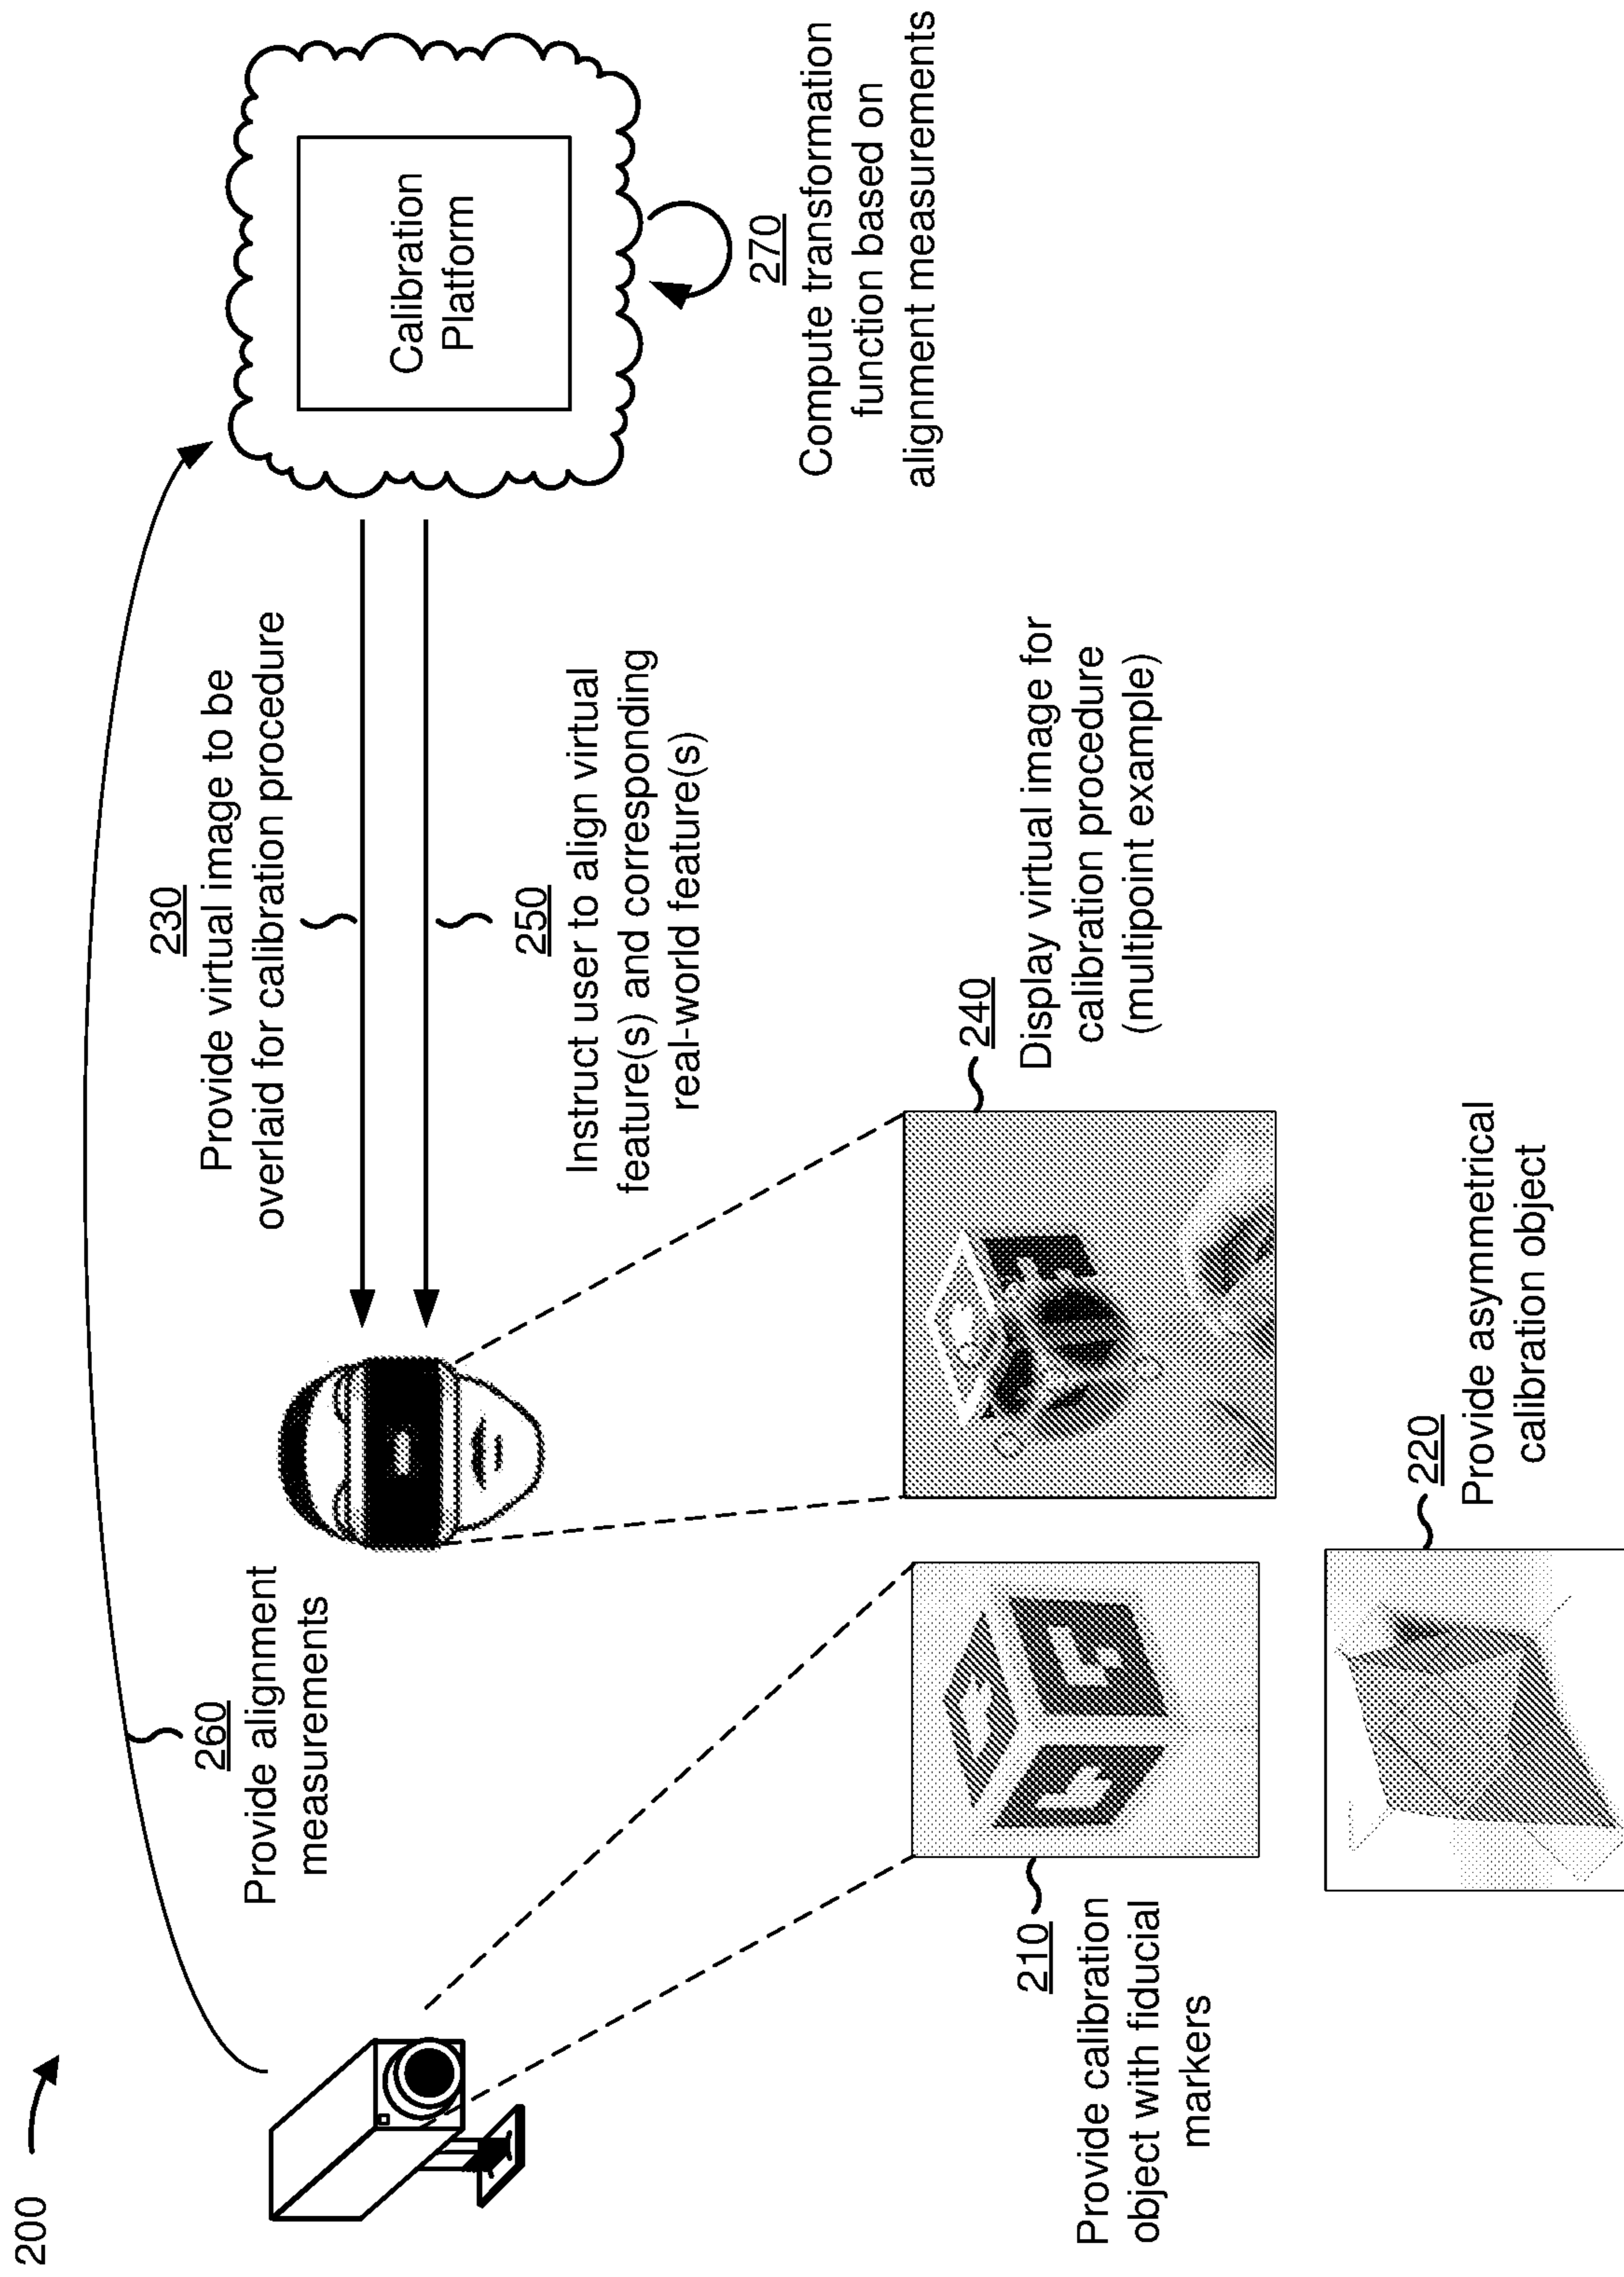 200
260
Provide alignment
measurements
230
Provide virtual image to be
overlaid for calibration procedure
250
Instruct user to align virtual
feature(s) and corresponding
real-world feature(s)
Calibration
Platform
270
Compute transformation
function based on
alignment measurements
210
Provide calibration
object with fiducial
markers
240
Display virtual image for
calibration procedure
(multipoint example)
220
Provide asymmetrical
calibration object